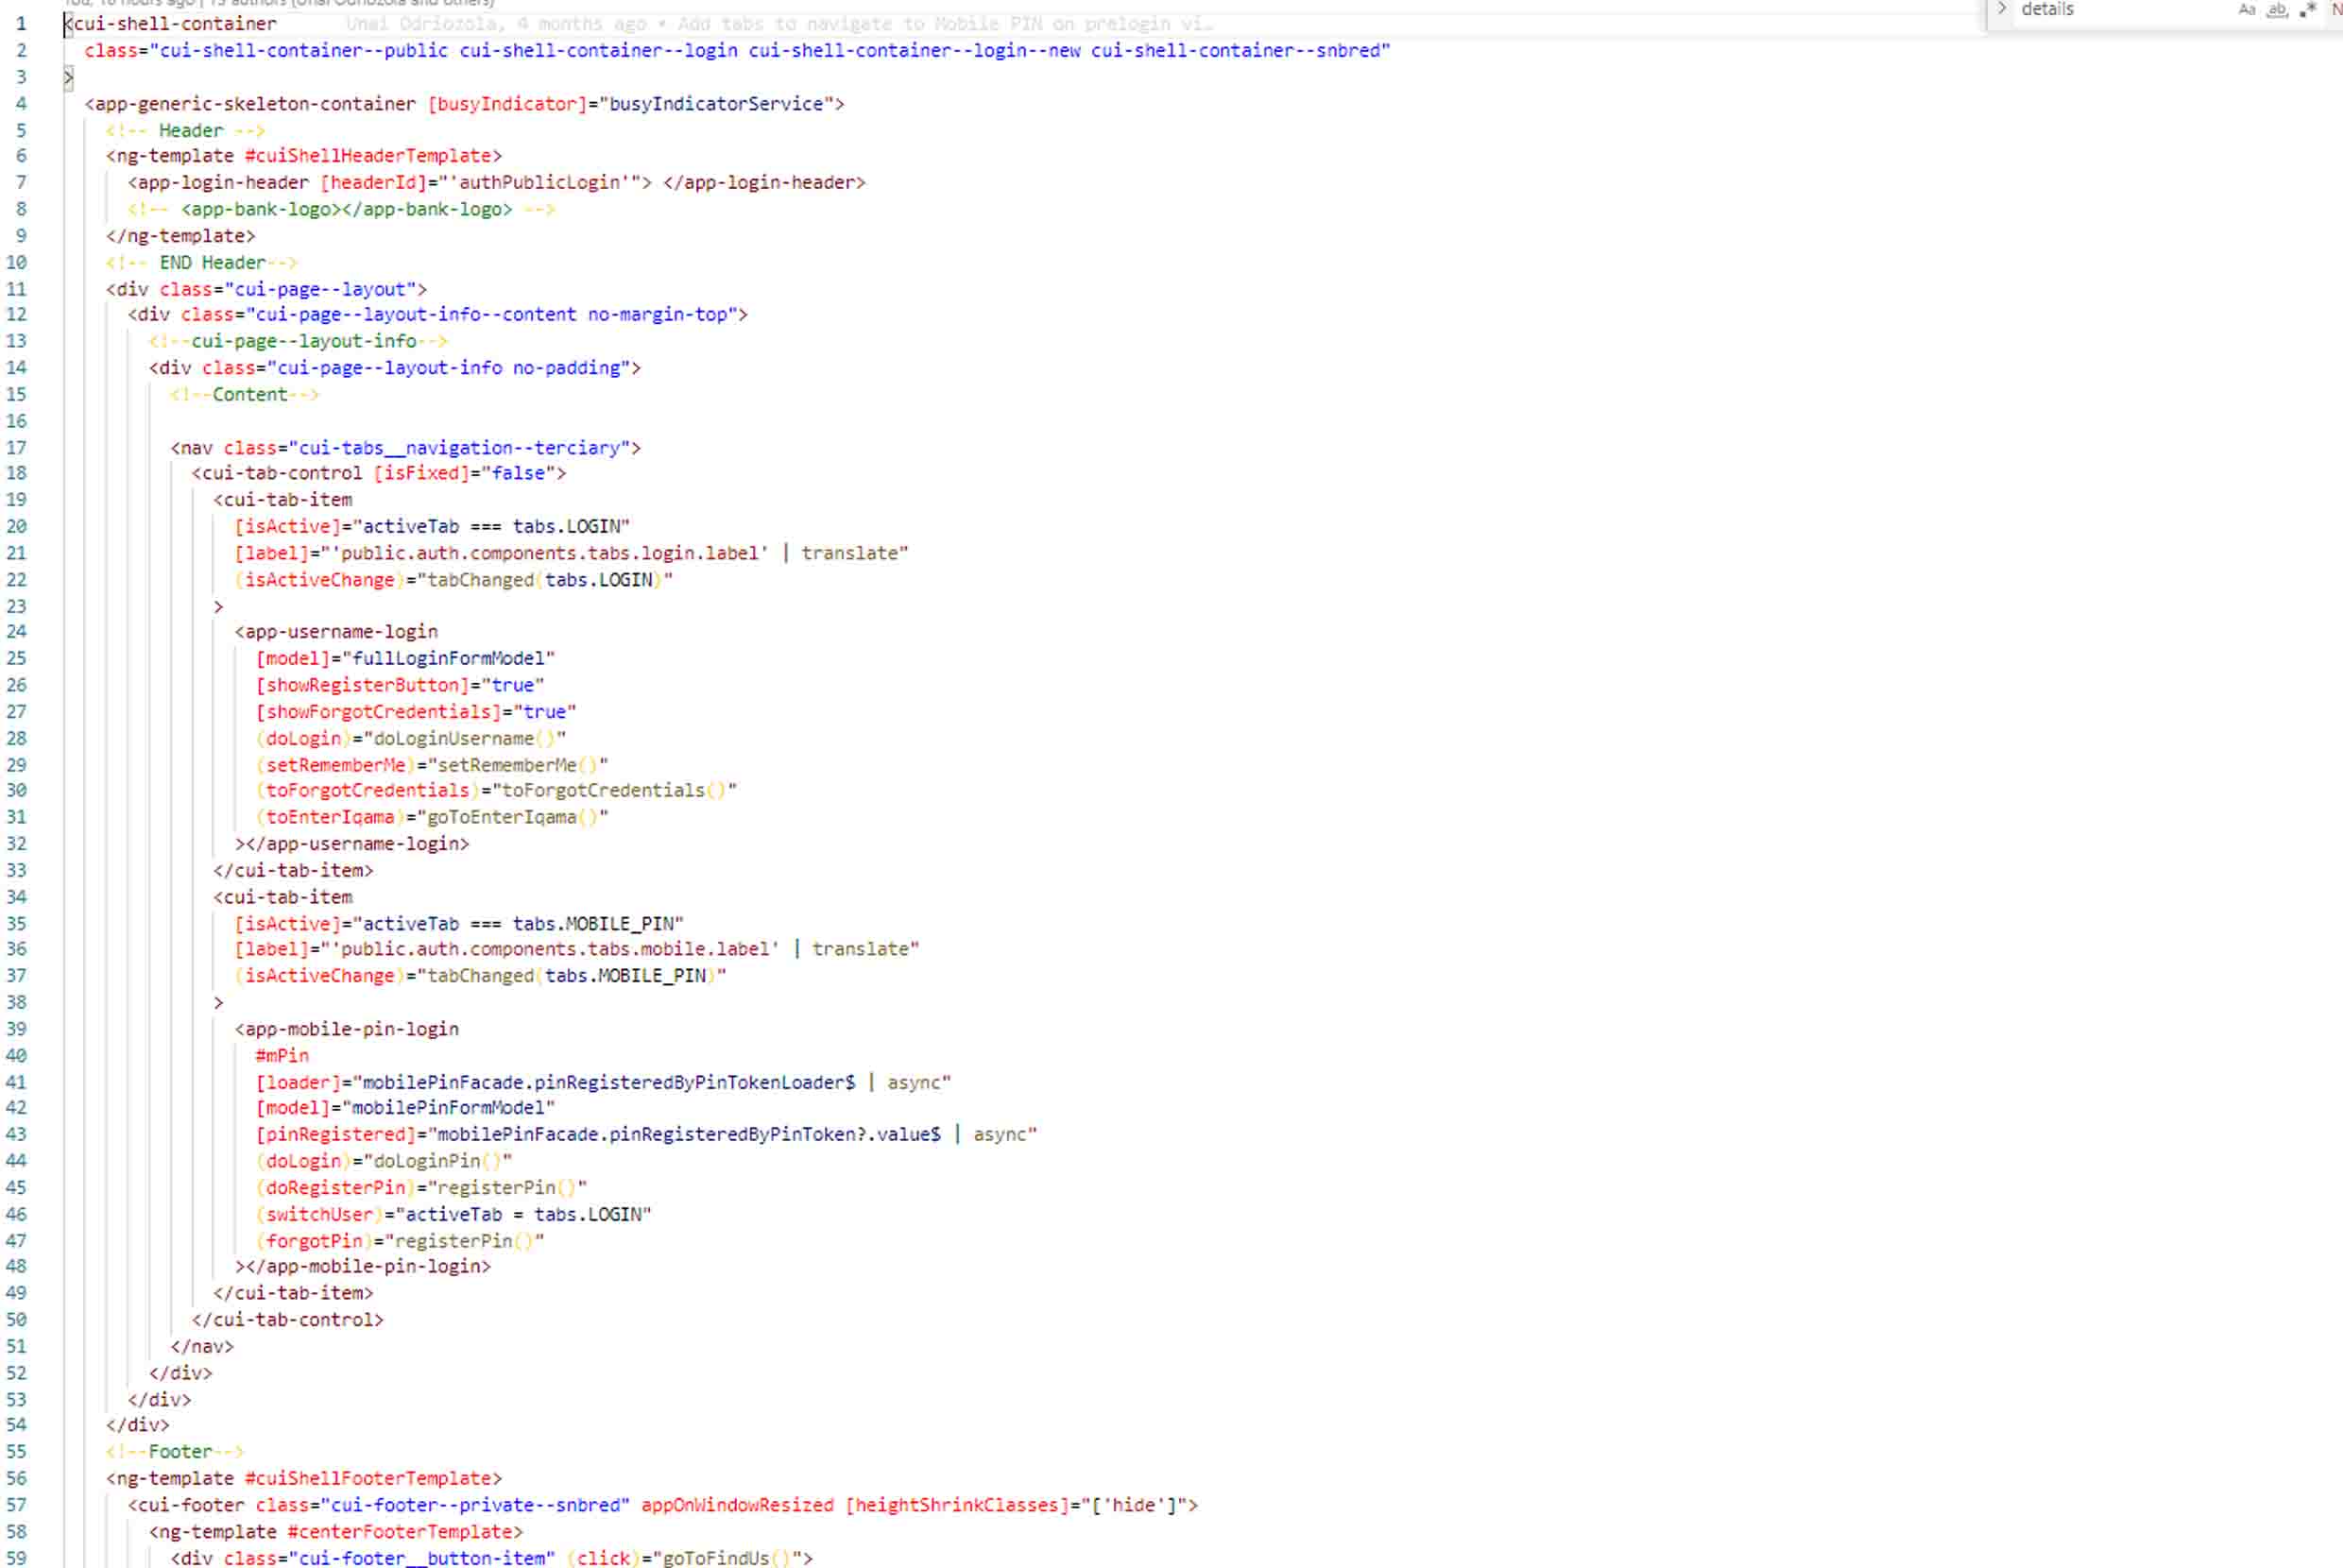 details
Aa ab
1 <cui-shell-container Unai Odriozola, 4 months ago • Add tabs to navigate to Mobile PIN on prelogin vi…
2 class="cui-shell-container--public cui-shell-container--login cui-shell-container--login--new cui-shell-container--snbred"
3 >
4 <app-generic-skeleton-container [busyIndicator]="busyIndicatorService">
5 <!-- Header -->
6 <ng-template #cuiShellHeaderTemplate>
7 <app-login-header [headerId]="'authPublicLogin'"> </app-login-header>
8 <!-- <app-bank-logo></app-bank-logo> -->
9 </ng-template>
10 <!-- END Header-->
11 <div class="cui-page--layout">
12 <div class="cui-page--layout-info--content no-margin-top">
13 <!--cui-page--layout-info-->
14 <div class="cui-page--layout-info no-padding">
15 <!--Content-->
16
17 <nav class="cui-tabs__navigation--terciary">
18 <cui-tab-control [isFixed]="false">
19 <cui-tab-item
20 [isActive]="activeTab === tabs.LOGIN"
21 [label]="'public.auth.components.tabs.login.label' | translate"
22 (isActiveChange)="tabChanged(tabs.LOGIN)"
23 >
24 <app-username-login
25 [model]="fullLoginFormModel"
26 [showRegisterButton]="true"
27 [showForgotCredentials]="true"
28 (doLogin)="doLoginUsername()"
29 (setRememberMe)="setRememberMe()"
30 (toForgotCredentials)="toForgotCredentials()"
31 (toEnterIqama)="goToEnterIqama()"
32 ></app-username-login>
33 </cui-tab-item>
34 <cui-tab-item
35 [isActive]="activeTab === tabs.MOBILE_PIN"
36 [label]="'public.auth.components.tabs.mobile.label' | translate"
37 (isActiveChange)="tabChanged(tabs.MOBILE_PIN)"
38 >
39 <app-mobile-pin-login
40 #mPin
41 [loader]="mobilePinFacade.pinRegisteredByPinTokenLoader$ | async"
42 [model]="mobilePinFormModel"
43 [pinRegistered]="mobilePinFacade.pinRegisteredByPinToken?.value$ | async"
44 (doLogin)="doLoginPin()"
45 (doRegisterPin)="registerPin()"
46 (switchUser)="activeTab = tabs.LOGIN"
47 (forgotPin)="registerPin()"
48 ></app-mobile-pin-login>
49 </cui-tab-item>
50 </cui-tab-control>
51 </nav>
52 </div>
53 </div>
54 </div>
55 <!--Footer-->
56 <ng-template #cuiShellFooterTemplate>
57 <cui-footer class="cui-footer--private--snbred" appOnWindowResized [heightShrinkClasses]="['hide']">
58 <ng-template #centerFooterTemplate>
59 <div class="cui-footer__button-item" (click)="goToFindUs()">